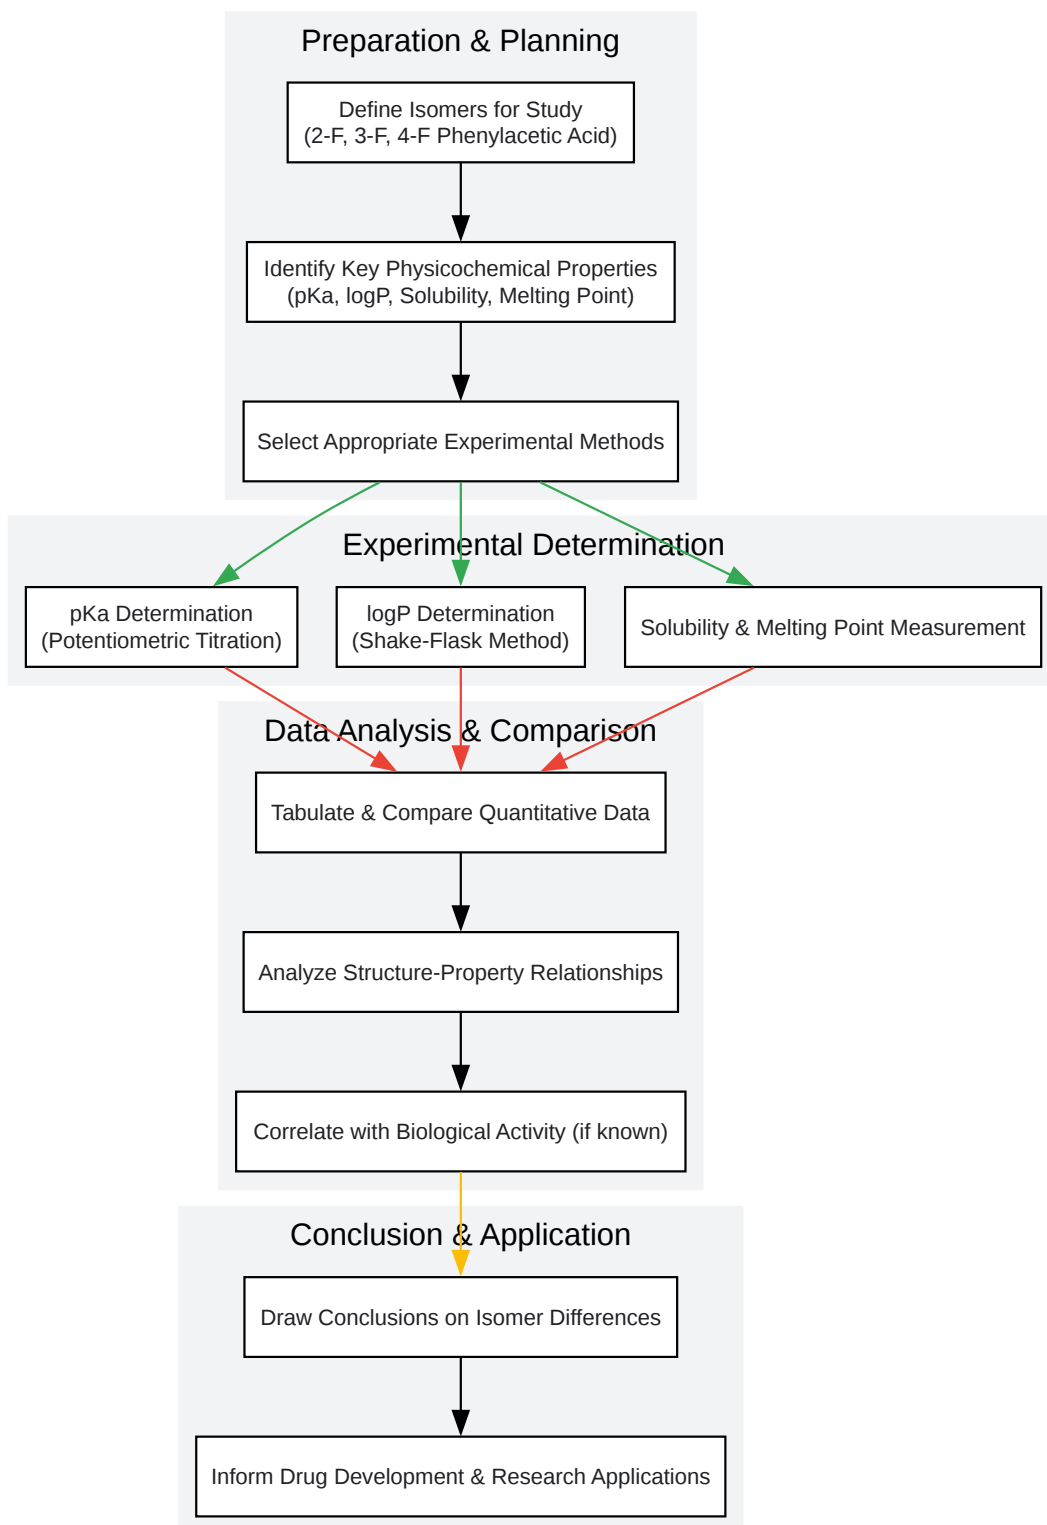 Preparation & Planning
Define Isomers for Study
(2-F, 3-F, 4-F Phenylacetic Acid)
Identify Key Physicochemical Properties
(pKa, logP, Solubility, Melting Point)
Select Appropriate Experimental Methods
Experimental Determination
pKa Determination
(Potentiometric Titration)
logP Determination
(Shake-Flask Method)
Solubility & Melting Point Measurement
Data Analysis & Comparison
Tabulate & Compare Quantitative Data
Analyze Structure-Property Relationships
Correlate with Biological Activity (if known)
Conclusion & Application
Draw Conclusions on Isomer Differences
Inform Drug Development & Research Applications